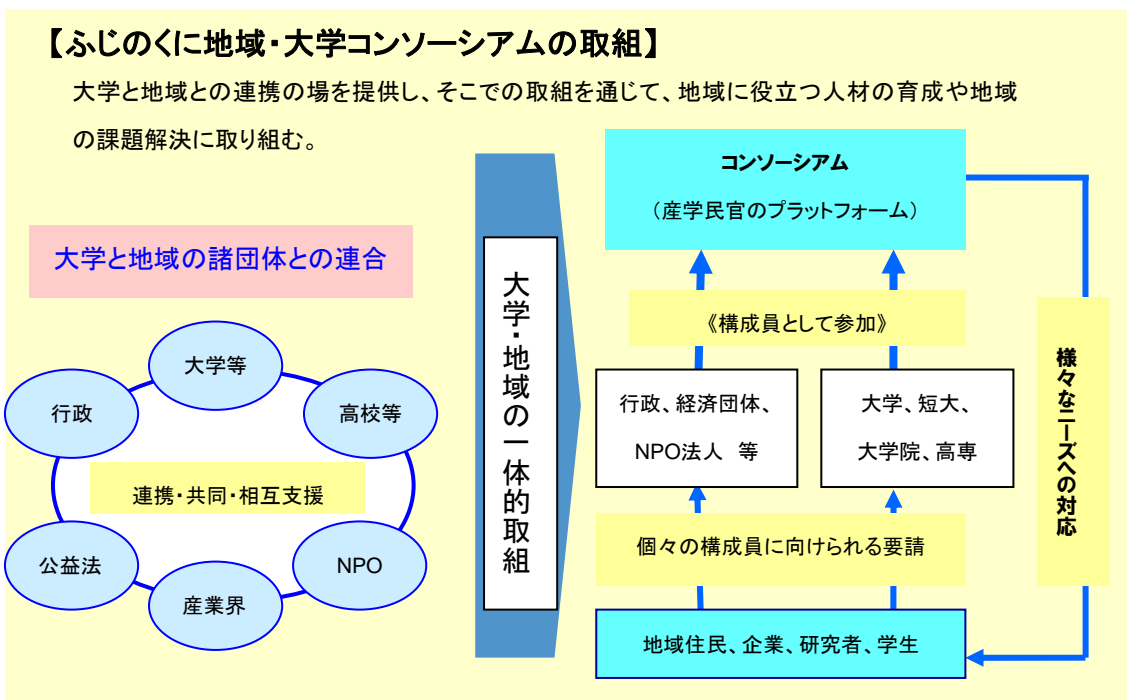 【ふじのくに地域・大学コンソーシアムの取組】
大学と地域との連携の場を提供し、そこでの取組を通じて、地域に役立つ人材の育成や地域
の課題解決に取り組む。
大学と地域の諸団体との連合
大学等
行政
高校等
連携・共同・相互支援
公益法
NPO
産業界
大学・地域の一体的取組
コンソーシアム
（産学民官のプラットフォーム）
《構成員として参加》
行政、経済団体、
NPO法人 等
大学、短大、
大学院、高専
個々の構成員に向けられる要請
地域住民、企業、研究者、学生
様々なニーズへの対応